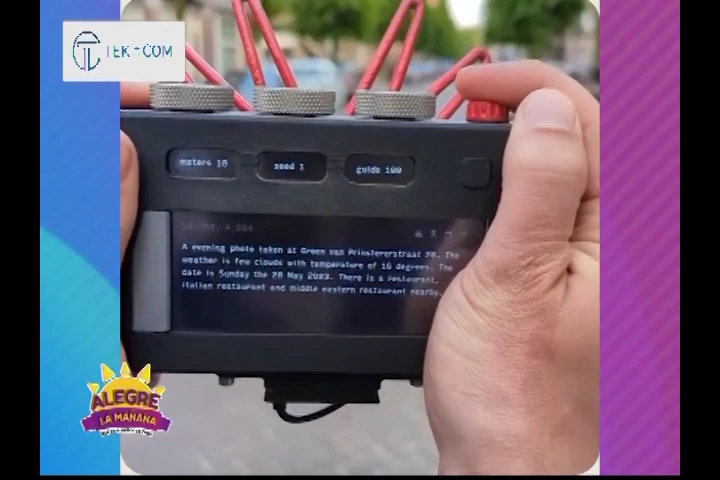 TEK COM
meters 10
seed 1
guide 100
A evening photo taken at Groen van Prinstererstraat 28. The
weather is few clouds with temperature of 16 degrees. The
date is Sunday the 28 May 2023. There is a restaurant,
italian restaurant and middle eastern restaurant nearby.
ALEGRE
LA MAÑANA